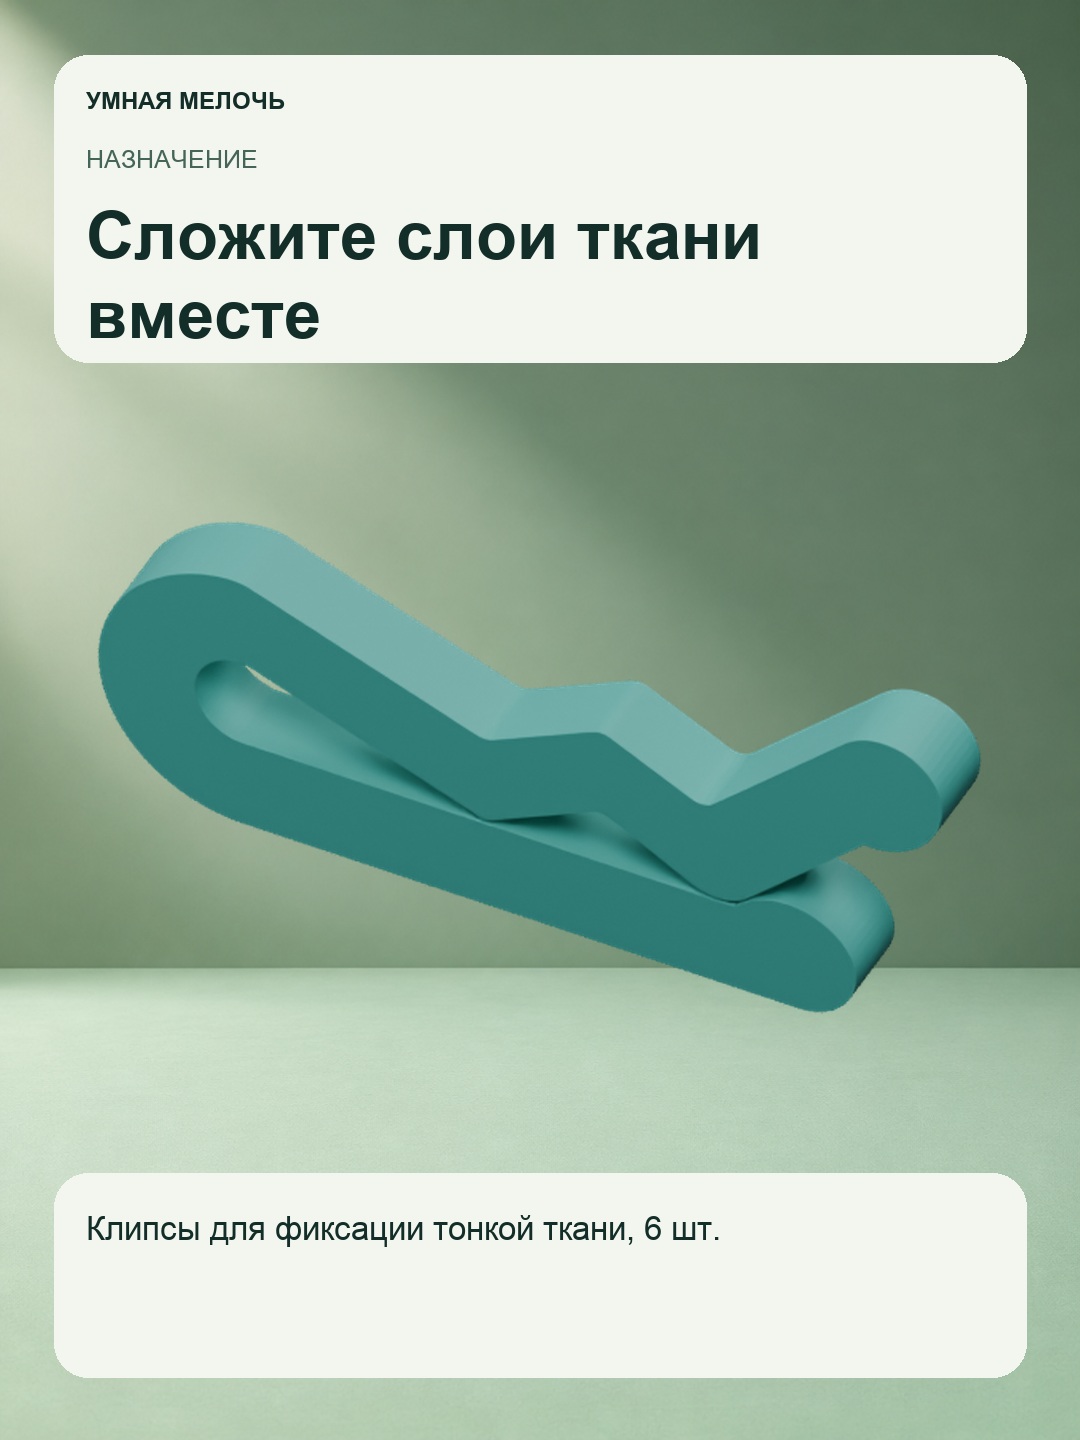 УМНАЯ МЕЛОЧЬ
НАЗНАЧЕНИЕ
Сложите слои ткани
вместе
Клипсы для фиксации тонкой ткани, 6 шт.